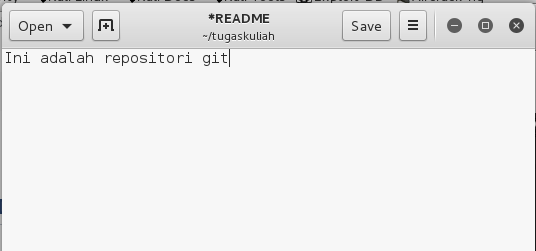 Open
*README
~/tugaskuliah
Save
Ini adalah repositori git